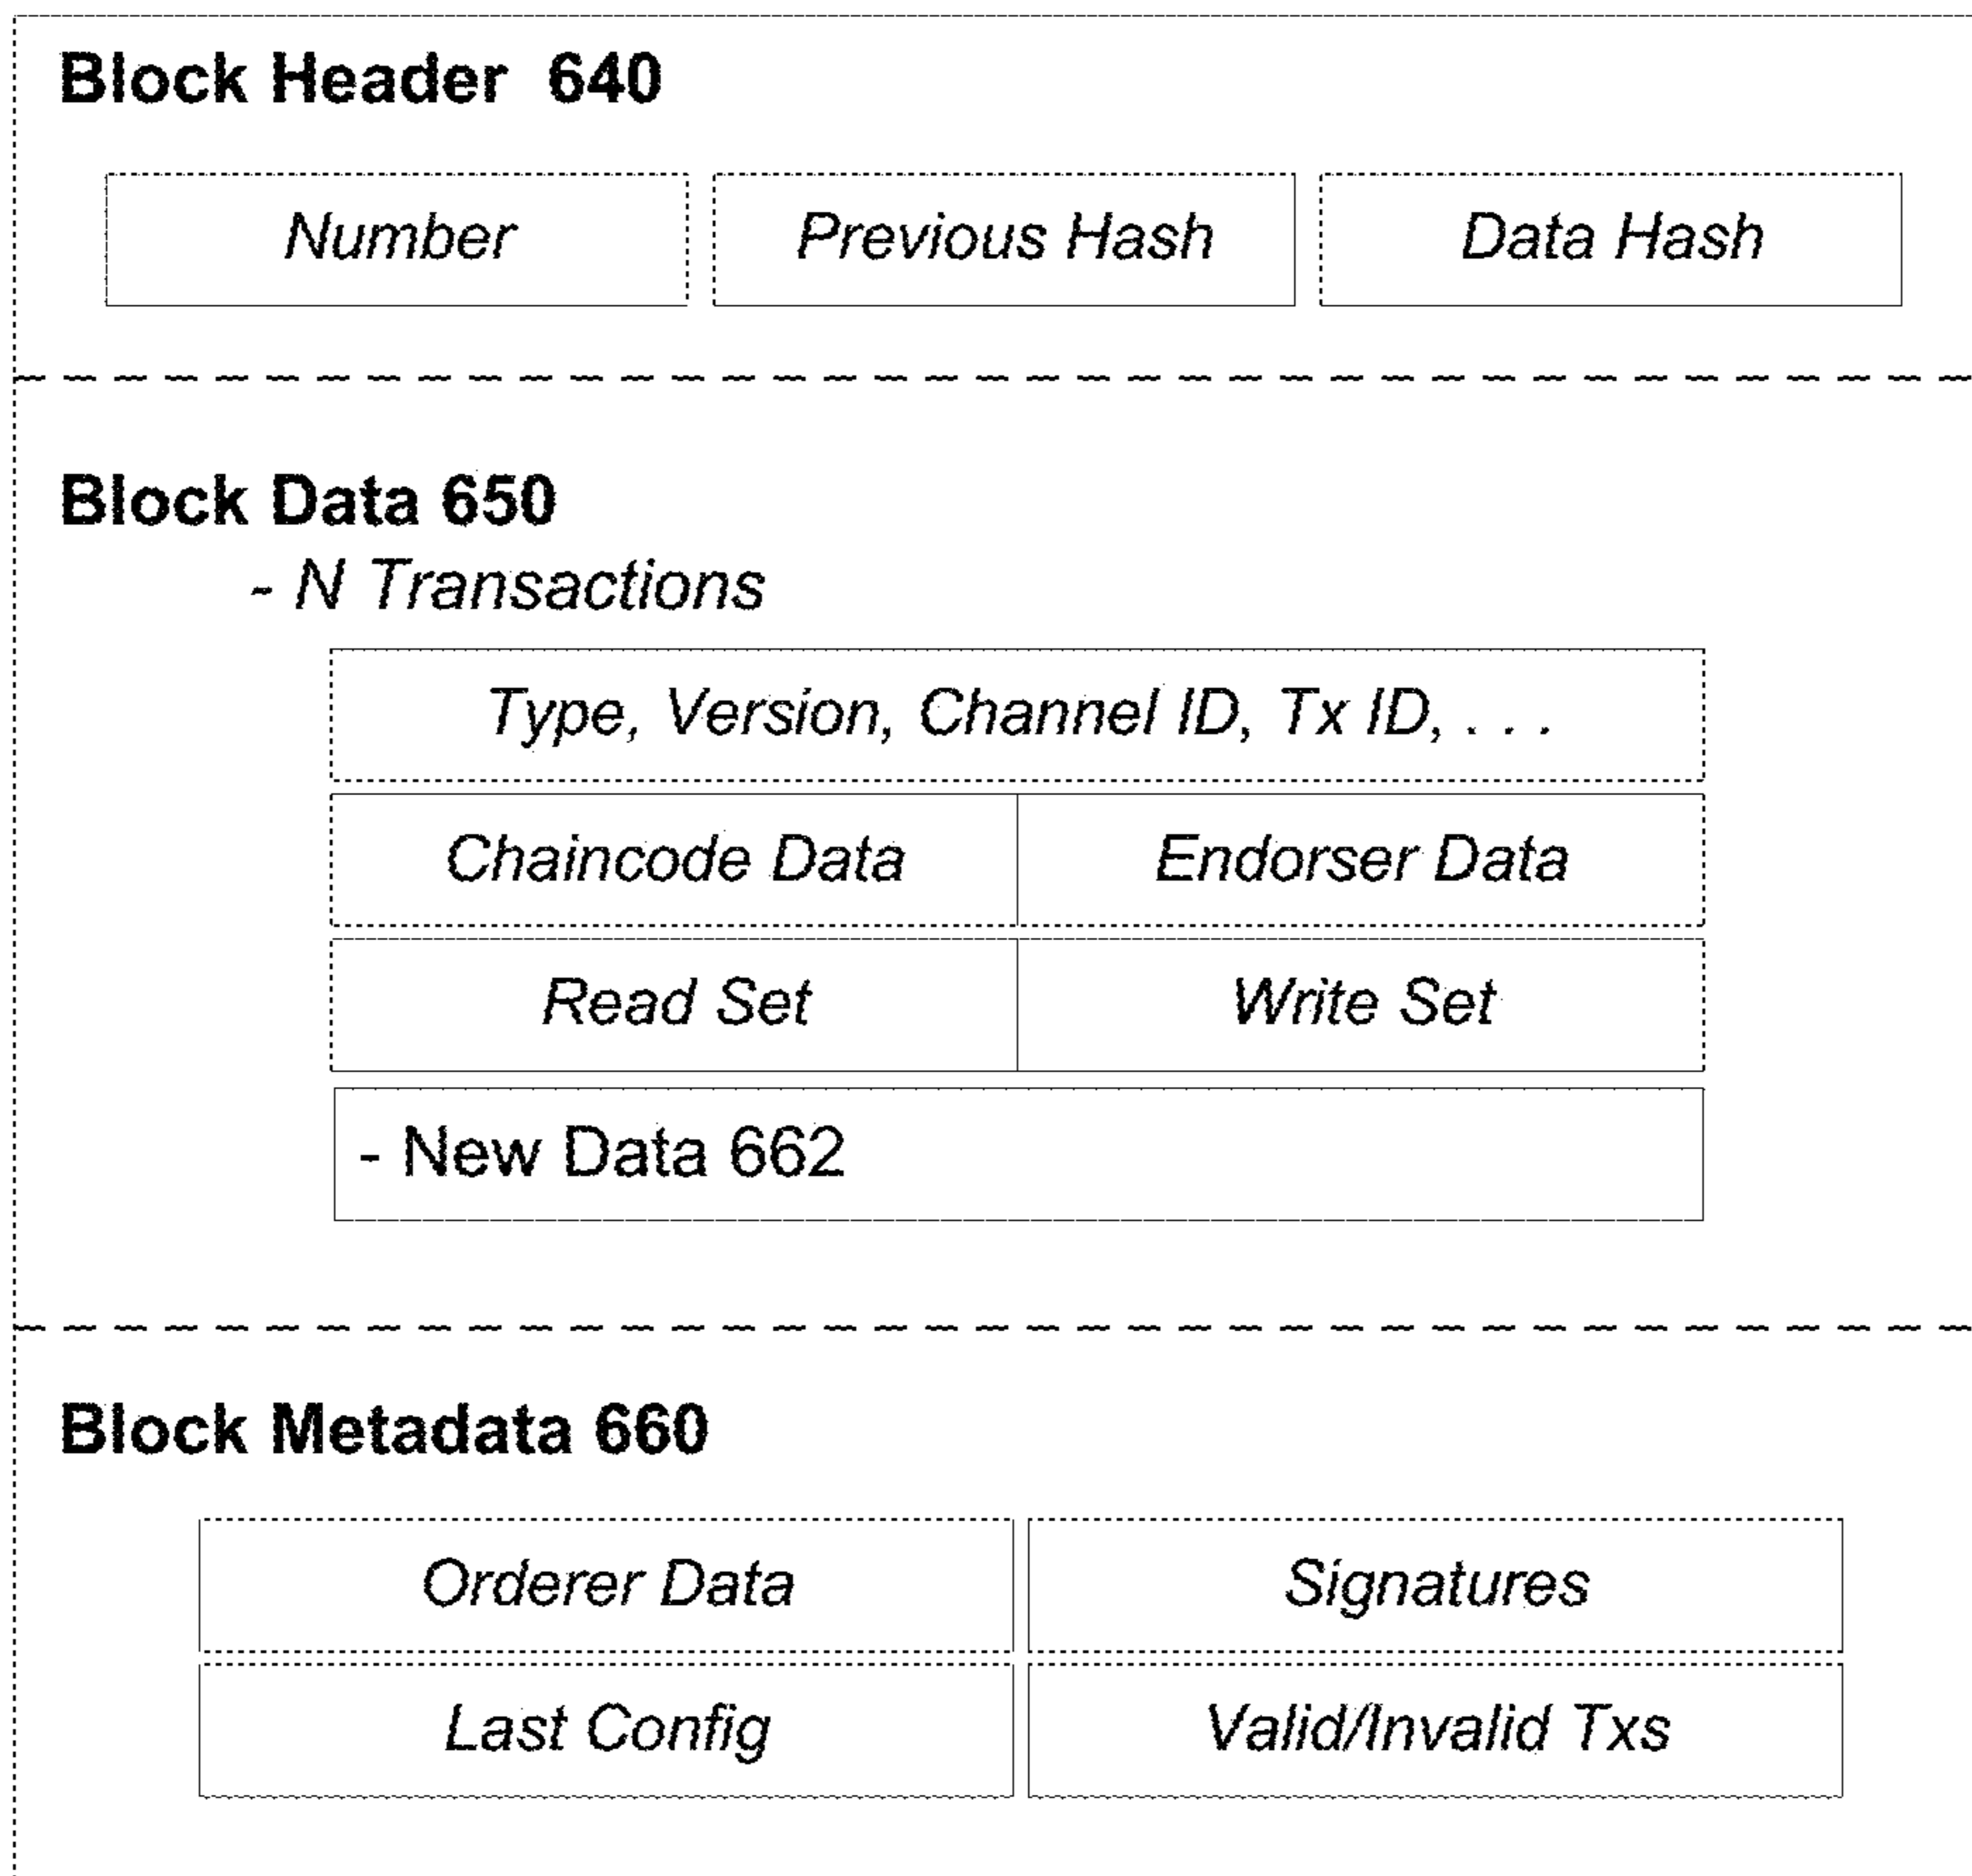 Block Header 640
Number Previous Hash Data Hash
Block Data 650
- N Transactions
Type, Version, Channel ID, Tx ID, . . .
Chaincode Data Endorser Data
Read Set Write Set
- New Data 662
Block Metadata 660
Orderer Data Signatures
Last Config Valid/Invalid Txs